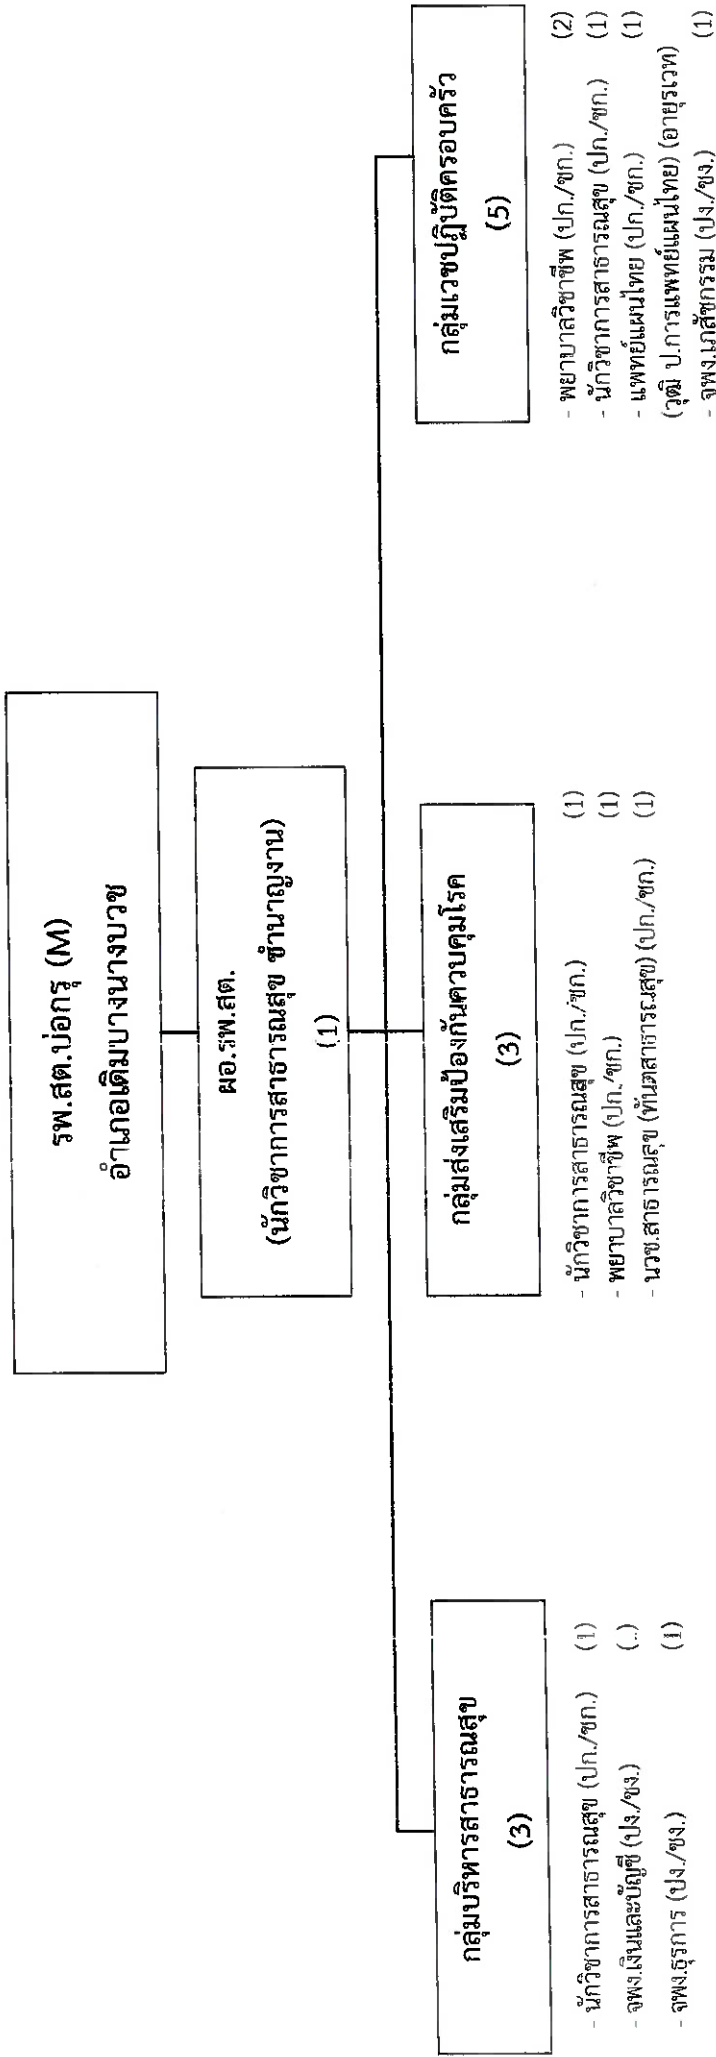 รพ.สต.บ่อกรุ (M)
อำเภอเดิมบางนางบวช
ผอ.รพ.สต.
(นักวิชาการสาธารณสุข ชำนาญงาน)
(1)
กลุ่มบริหารสาธารณสุข
(3)
- นักวิชาการสาธารณสุข (ปก./ชก.) (1)
- จพง.เงินและบัญชี (ปง./ชง.) (..)
- จพง.ธุรการ (ปง./ชง.) (1)
กลุ่มส่งเสริมป้องกันควบคุมโรค
(3)
- นักวิชาการสาธารณสุข (ปก./ชก.) (1)
- พยาบาลวิชาชีพ (ปก./ชก.) (1)
- นวช.สาธารณสุข (ทันตสาธารณสุข) (ปก./ชก.) (1)
กลุ่มเวชปฏิบัติครอบครัว
(5)
- พยาบาลวิชาชีพ (ปก./ชก.) (2)
- นักวิชาการสาธารณสุข (ปก./ชก.) (1)
- แพทย์แผนไทย (ปก./ชก.) (1)
(วุฒิ ป.การแพทย์แผนไทย) (อายุรเวท)
- จพง.เภสัชกรรม (ปง./ชง.) (1)